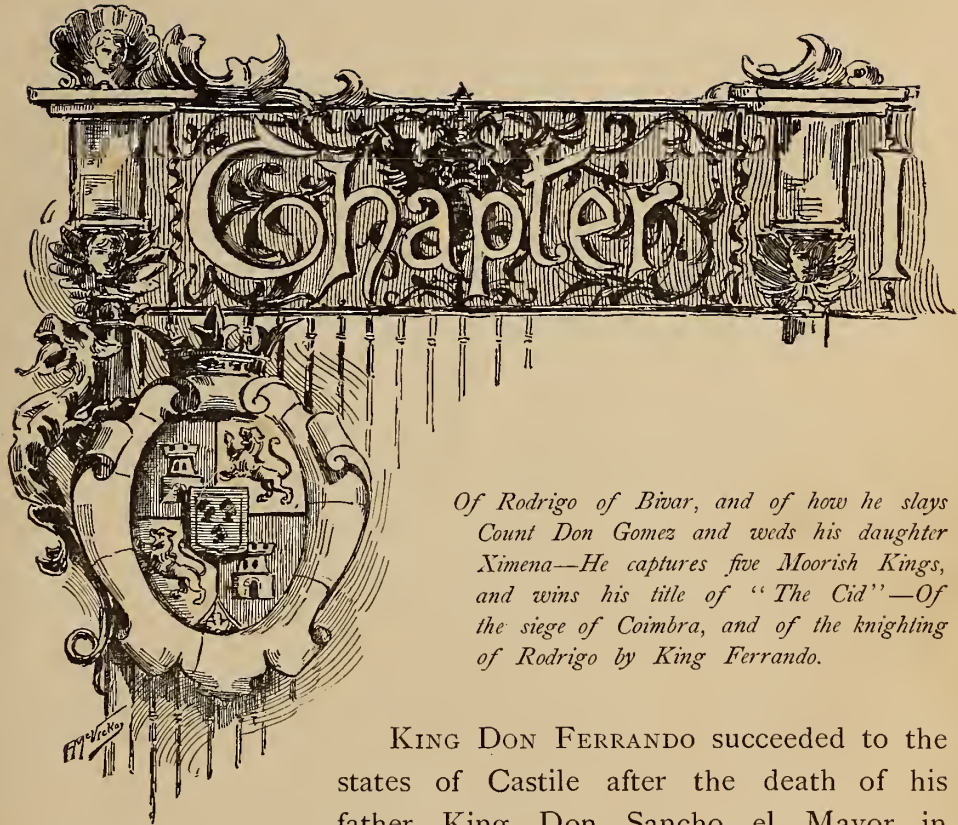 Chapter I
Of Rodrigo of Bivar, and of how he slays
Count Don Gomez and weds his daughter
Ximena—He captures five Moorish Kings,
and wins his title of "The Cid"—Of
the siege of Coimbra, and of the knighting
of Rodrigo by King Ferrando.
McVickar
KING DON FERRANDO succeeded to the
states of Castile after the death of his
father King Don Sancho el Mayor in